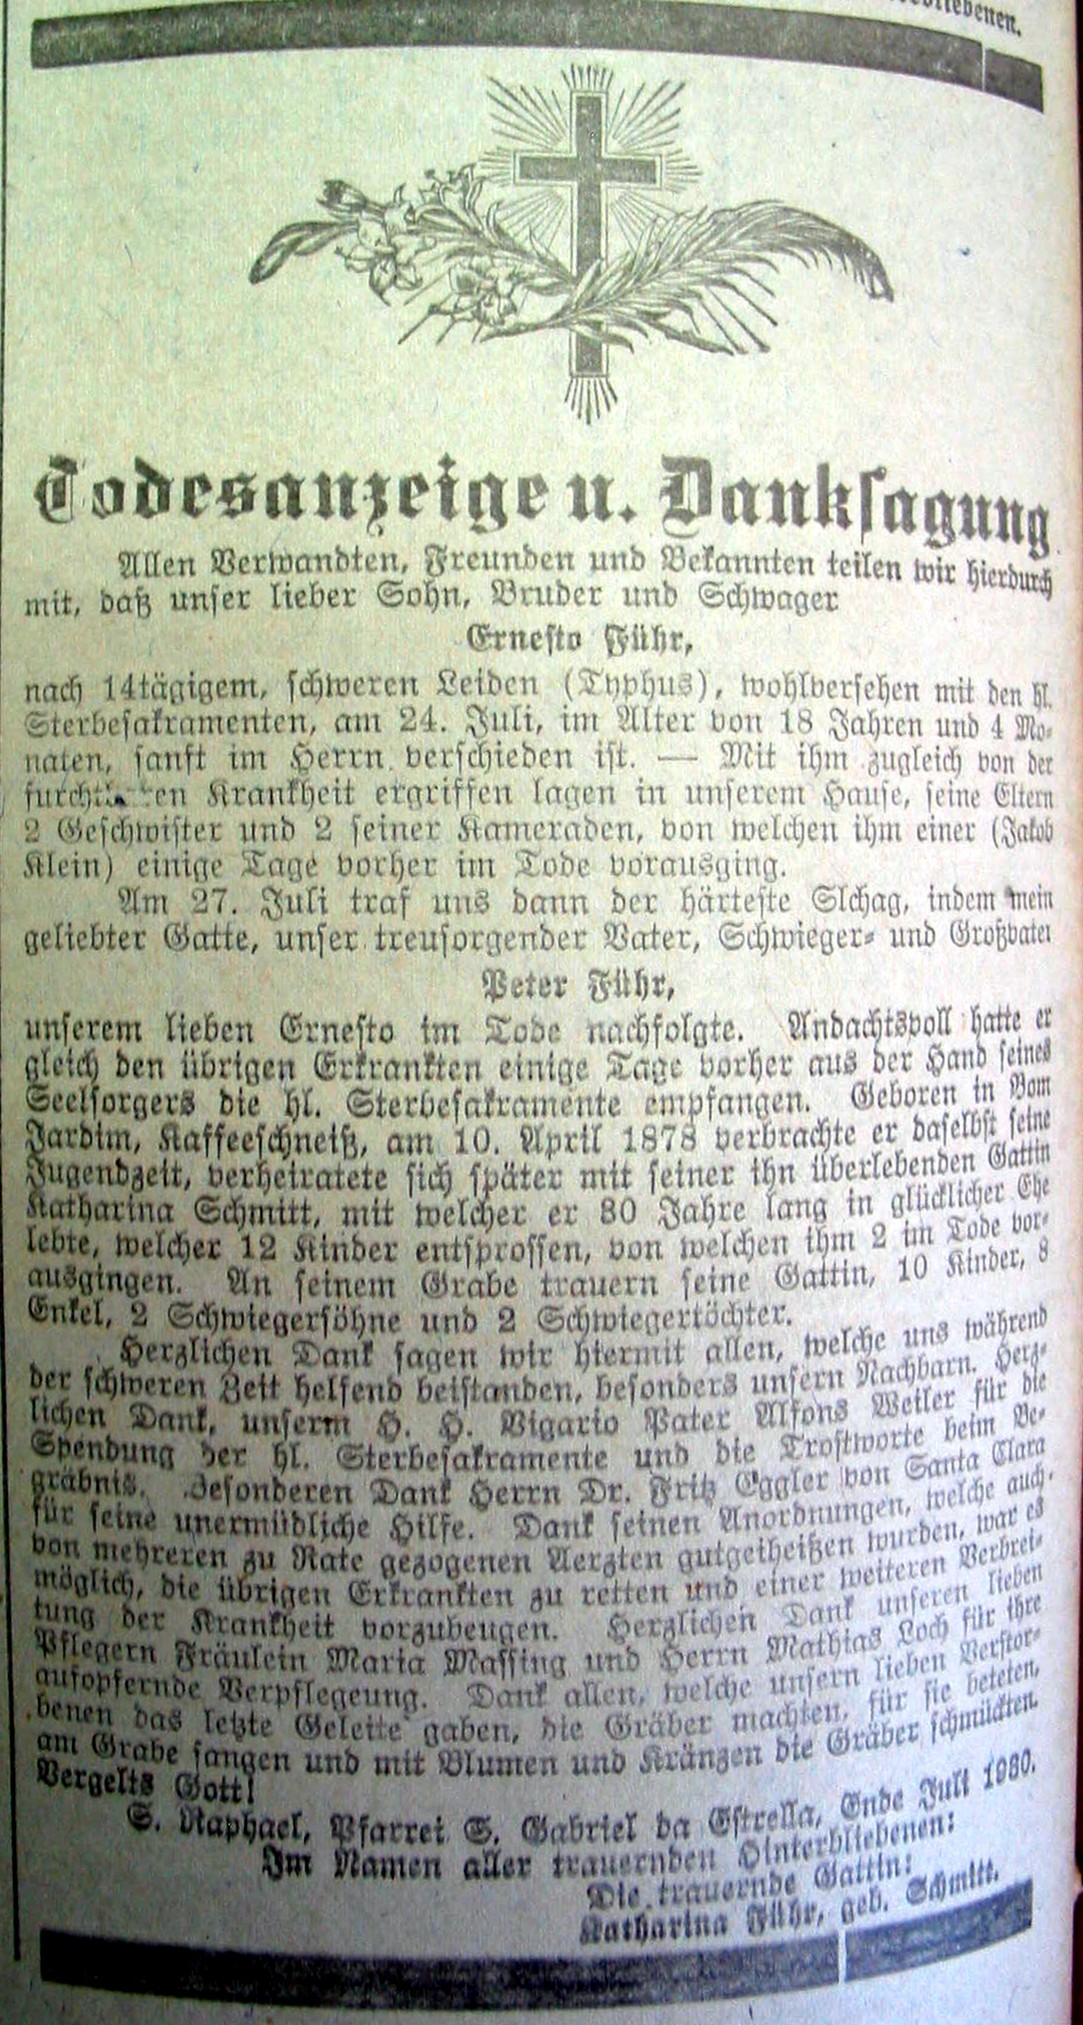 Todesanzeige u. Danksagung
Allen Verwandten, Freunden und Bekannten teilen wir hierdurch
mit, daß unser lieber Sohn, Bruder und Schwager
Ernesto Führ,
nach 14tägigem, schweren Leiden (Typhus), wohlversehen mit den hl.
Sterbesakramenten, am 24. Juli, im Alter von 18 Jahren und 4 Mo-
naten, sanft im Herrn verschieden ist. — Mit ihm zugleich von der
Krankheit ergriffen lagen in unserem Hause, seine Eltern
2 Geschwister und 2 seiner Kameraden, von welchen ihm einer (Jakob
Klein) einige Tage vorher im Tode vorausging.
Am 27. Juli traf uns dann der härteste Slchag, indem mein
geliebter Gatte, unser treusorgender Vater, Schwieger- und Großvater
Peter Führ,
unserem lieben Ernesto im Tode nachfolgte. Andachtsvoll hatte er
gleich den übrigen Erkrankten einige Tage vorher aus der Hand seines
Seelsorgers die hl. Sterbesakramente empfangen. Geboren in Bom
Jardim, Kaffeeschneiß, am 10. April 1878 verbrachte er daselbst seine
Jugendzeit, verheiratete sich später mit seiner ihn überlebenden Gattin
Katharina Schmitt, mit welcher er 30 Jahre lang in glücklicher Ehe
lebte, welcher 12 Kinder entsprossen, von welchen ihm 2 im Tode vor-
ausgingen. An seinem Grabe trauern seine Gattin, 10 Kinder, 8
Enkel, 2 Schwiegersöhne und 2 Schwiegertöchter.
Herzlichen Dank sagen wir hiermit allen, welche uns während
der schweren Zeit helfend beistanden, besonders unsern Nachbarn. Herz-
lichen Dank, unserm H. H. Vigario Pater Alfons Weiler für die
Spendung der hl. Sterbesakramente und die Trostworte beim Be-
gräbnis. Besonderen Dank Herrn Dr. Fritz Eggler von Santa Clara
für seine unermüdliche Hilfe. Dank seinen Anordnungen, welche auch
von mehreren zu Rate gezogenen Aerzten gutgeiheißen wurden, war es
möglich, die übrigen Erkrankten zu retten und einer weiteren Verbrei-
tung der Krankheit vorzubeugen. Herzlichen Dank unseren lieben
Pflegern Fräulein Maria Massing und Herrn Mathias Loch für ihre
aufopfernde Verpflegeung. Dank allen, welche unsern lieben Verstor-
benen das letzte Geleite gaben, die Gräber machten, für sie beteten,
am Grabe sangen und mit Blumen und Kränzen die Gräber schmückten.
Vergelts Gott!
S. Raphael, Pfarrei S. Gabriel da Estrella, Ende Juli 1930.
Im Namen aller trauernden Hinterbliebenen:
Die trauernde Gattin:
Katharina Führ, geb. Schmitt.